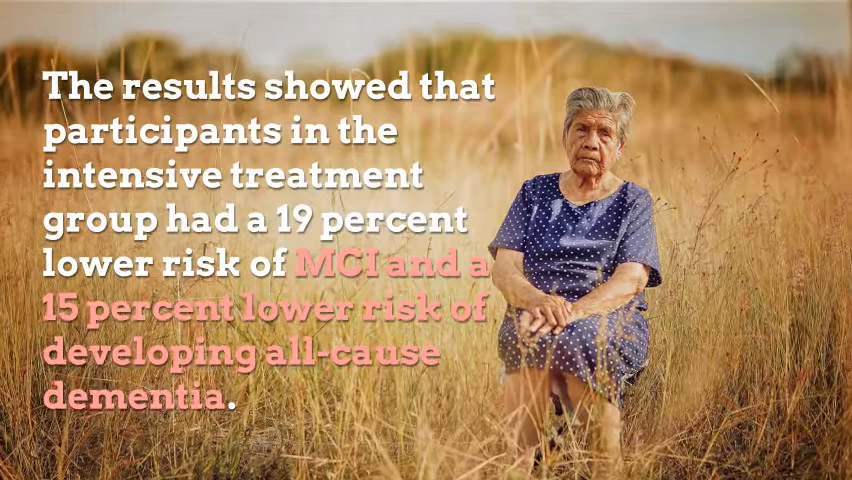 The results showed that
participants in the
intensive treatment
group had a 19 percent
lower risk of MCI and a
15 percent lower risk of
developing all-cause
dementia.